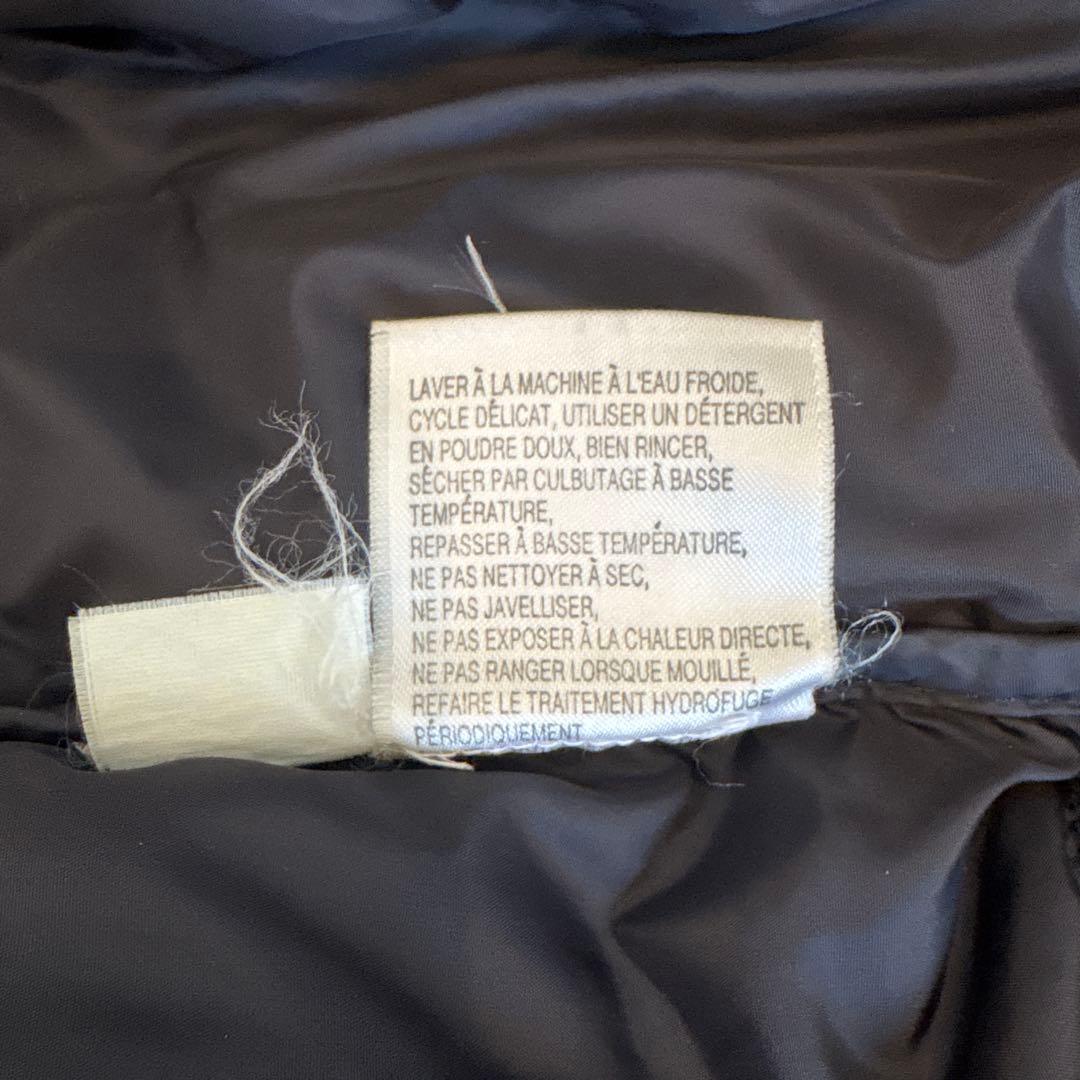 LAVER À LA MACHINE À L'EAU FROIDE,
CYCLE DÉLICAT, UTILISER UN DÉTERGENT
EN POUDRE DOUX, BIEN RINCER,
SÉCHER PAR CULBUTAGE À BASSE
TEMPÉRATURE,
REPASSER À BASSE TEMPÉRATURE,
NE PAS NETTOYER À SEC,
NE PAS JAVELLISER,
NE PAS EXPOSER À LA CHALEUR DIRECTE,
NE PAS RANGER LORSQUE MOUILLÉ,
REFAIRE LE TRAITEMENT HYDROFUGE
PÉRIODIQUEMENT